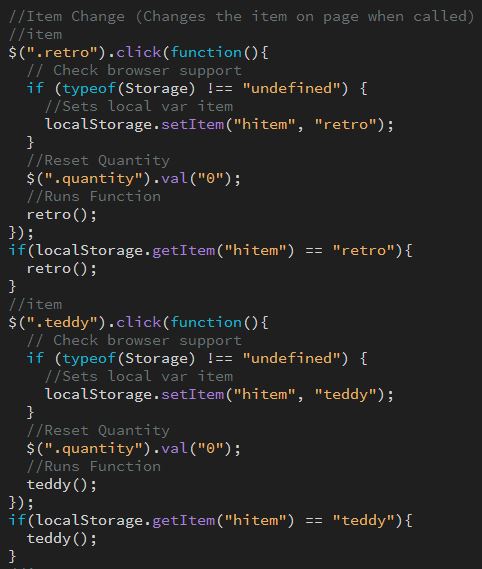 //Item Change (Changes the item on page when called)
//item
$(".retro").click(function(){
  // Check browser support
  if (typeof(Storage) !== "undefined") {
    //Sets local var item
    localStorage.setItem("hitem", "retro");
  }
  //Reset Quantity
  $(".quantity").val("0");
  //Runs Function
  retro();
});
if(localStorage.getItem("hitem") == "retro"){
  retro();
}
//item
$(".teddy").click(function(){
  // Check browser support
  if (typeof(Storage) !== "undefined") {
    //Sets local var item
    localStorage.setItem("hitem", "teddy");
  }
  //Reset Quantity
  $(".quantity").val("0");
  //Runs Function
  teddy();
});
if(localStorage.getItem("hitem") == "teddy"){
  teddy();
}